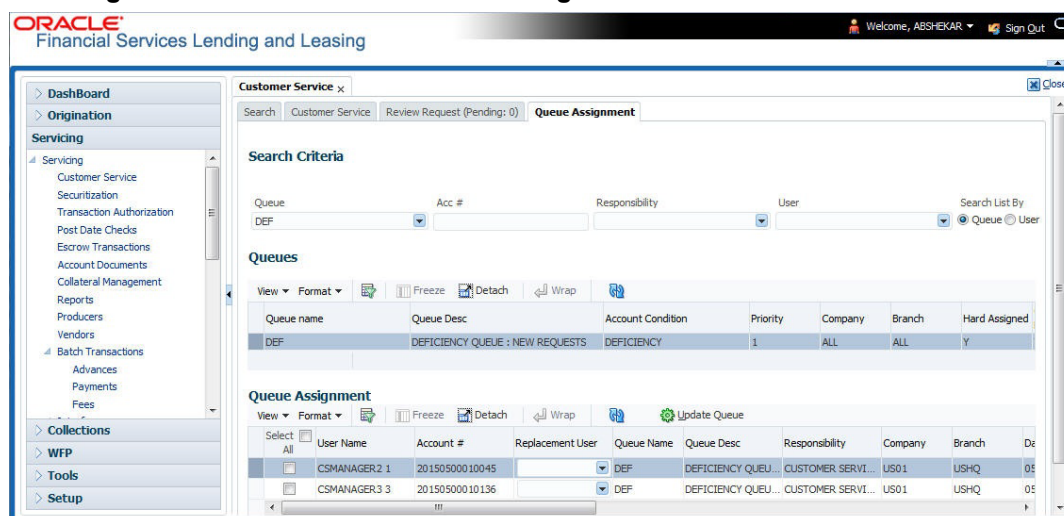 ORACLE
Financial Services Lending and Leasing
Welcome, ABSHEKAR
Sign Out
Close
DashBoard
Origination
Servicing
Servicing
Customer Service
Securitization
Transaction Authorization
Post Date Checks
Escrow Transactions
Account Documents
Collateral Management
Reports
Producers
Vendors
Batch Transactions
Advances
Payments
Fees
Collections
WFP
Tools
Setup
Customer Service x
Search Customer Service Review Request (Pending: 0) Queue Assignment
Search Criteria
Queue Acc # Responsibility User Search List By
DEF Queue User
Queues
View Format Freeze Detach Wrap
Queue name Queue Desc Account Condition Priority Company Branch Hard Assigned
DEF DEFICIENCY QUEUE : NEW REQUESTS DEFICIENCY 1 ALL ALL Y
Queue Assignment
View Format Freeze Detach Wrap Update Queue
Select All User Name Account # Replacement User Queue Name Queue Desc Responsibility Company Branch Da
CSMANAGER2 1 20150500010045 DEF DEFICIENCY QUEU... CUSTOMER SERVI... US01 USHQ 05
CSMANAGER3 3 20150500010136 DEF DEFICIENCY QUEU... CUSTOMER SERVI... US01 USHQ 05